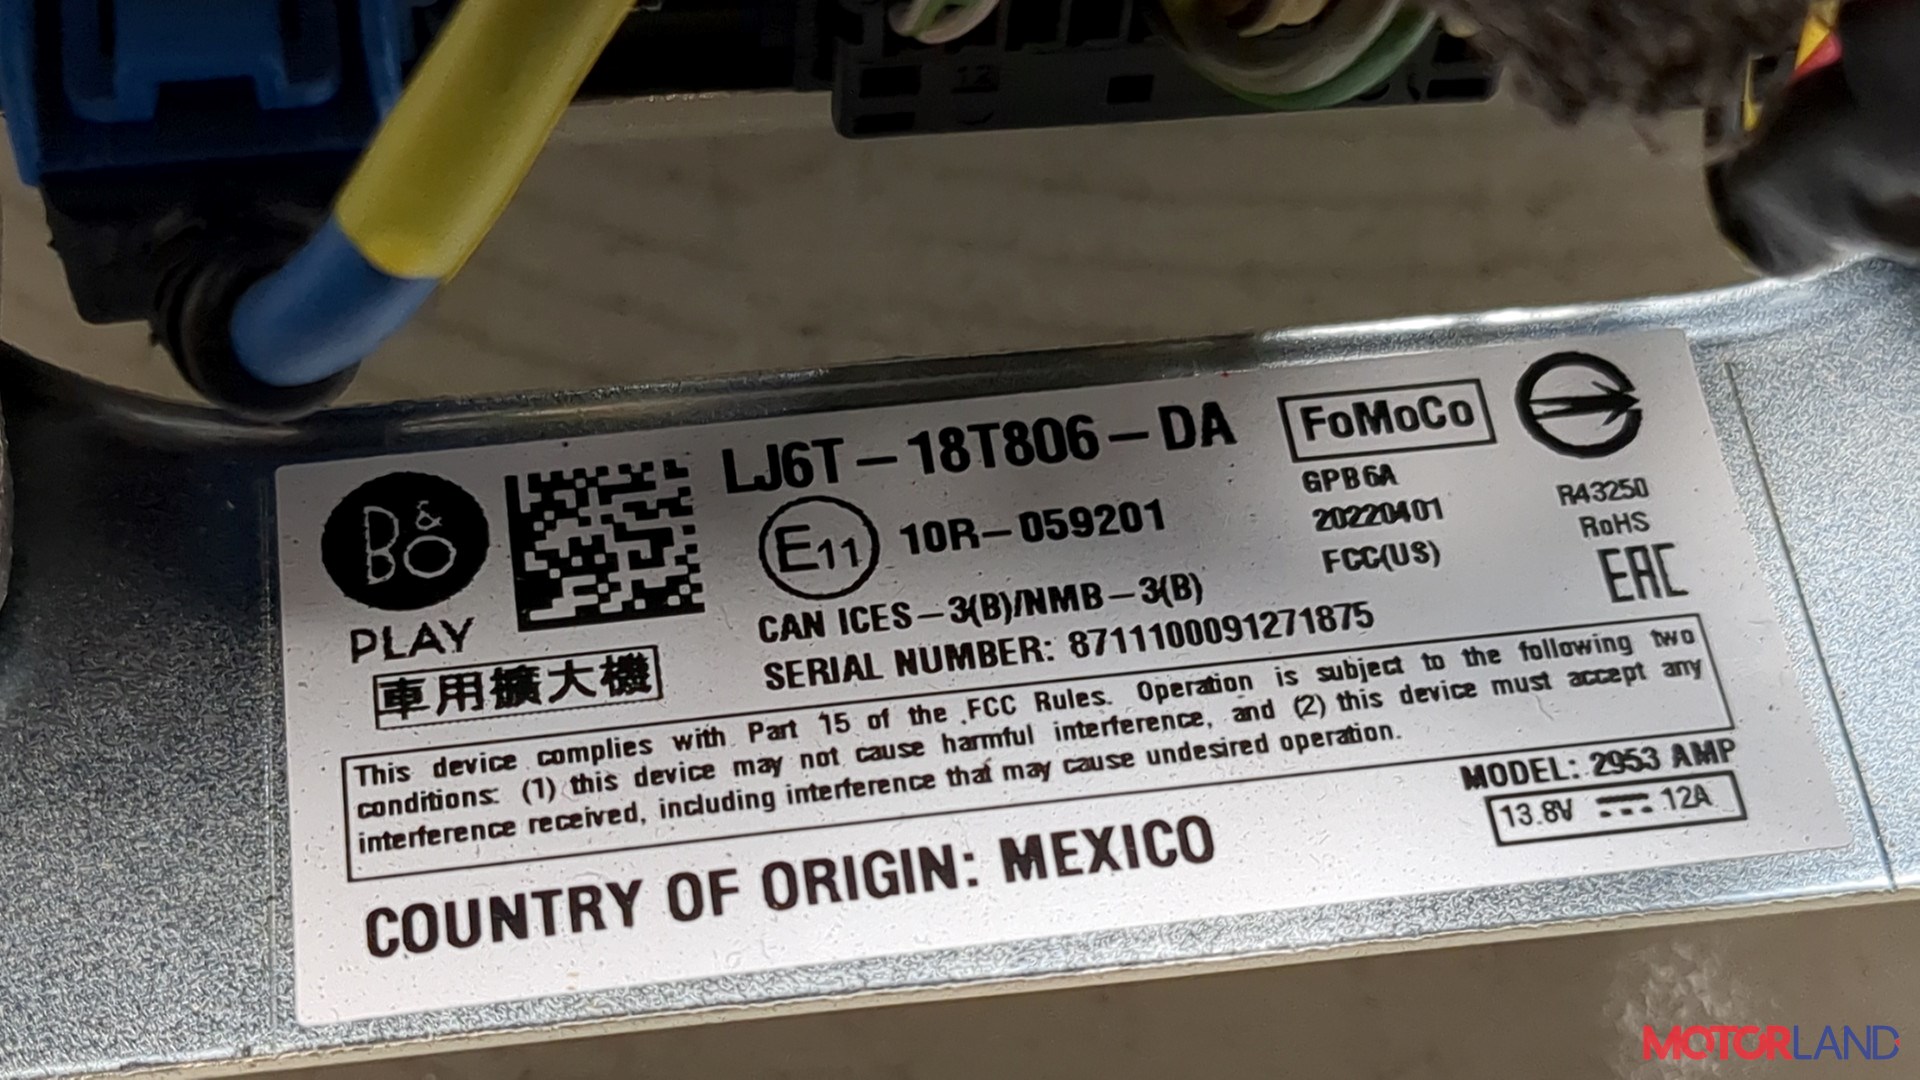 LJ6T-18T806-DA
FoMoCo
B&O
PLAY
車用擴大機
E11
10R-059201
GPB6A
20220401
FCC(US)
R43250
RoHS
EAC
CAN ICES-3(B)/NMB-3(B)
SERIAL NUMBER: 8711100091271875
This device complies with Part 15 of the FCC Rules. Operation is subject to the following two
conditions: (1) this device may not cause harmful interference, and (2) this device must accept any
interference received, including interference that may cause undesired operation.
MODEL: 2953 AMP
13.8V 12A
COUNTRY OF ORIGIN: MEXICO
MOTORLAND